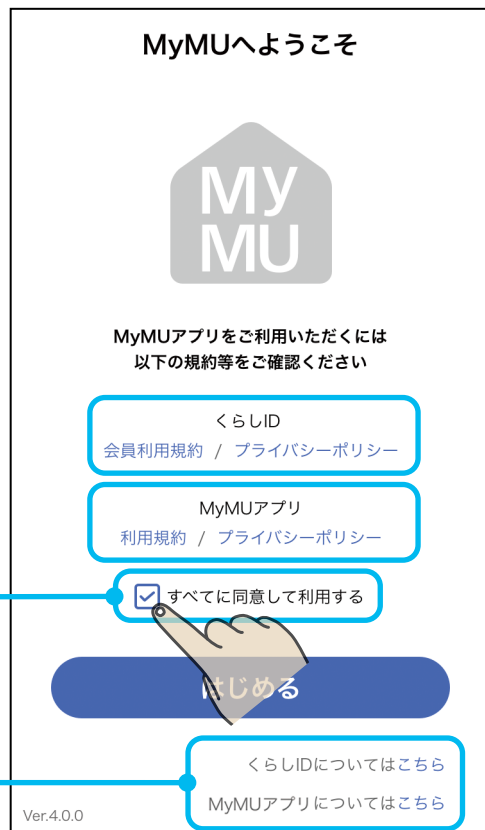 MyMUへようこそ
My
MU
MyMUアプリをご利用いただくには
以下の規約等をご確認ください
くらしID
会員利用規約 / プライバシーポリシー
MyMUアプリ
利用規約 / プライバシーポリシー
すべてに同意して利用する
はじめる
くらしIDについてはこちら
MyMUアプリについてはこちら
Ver.4.0.0